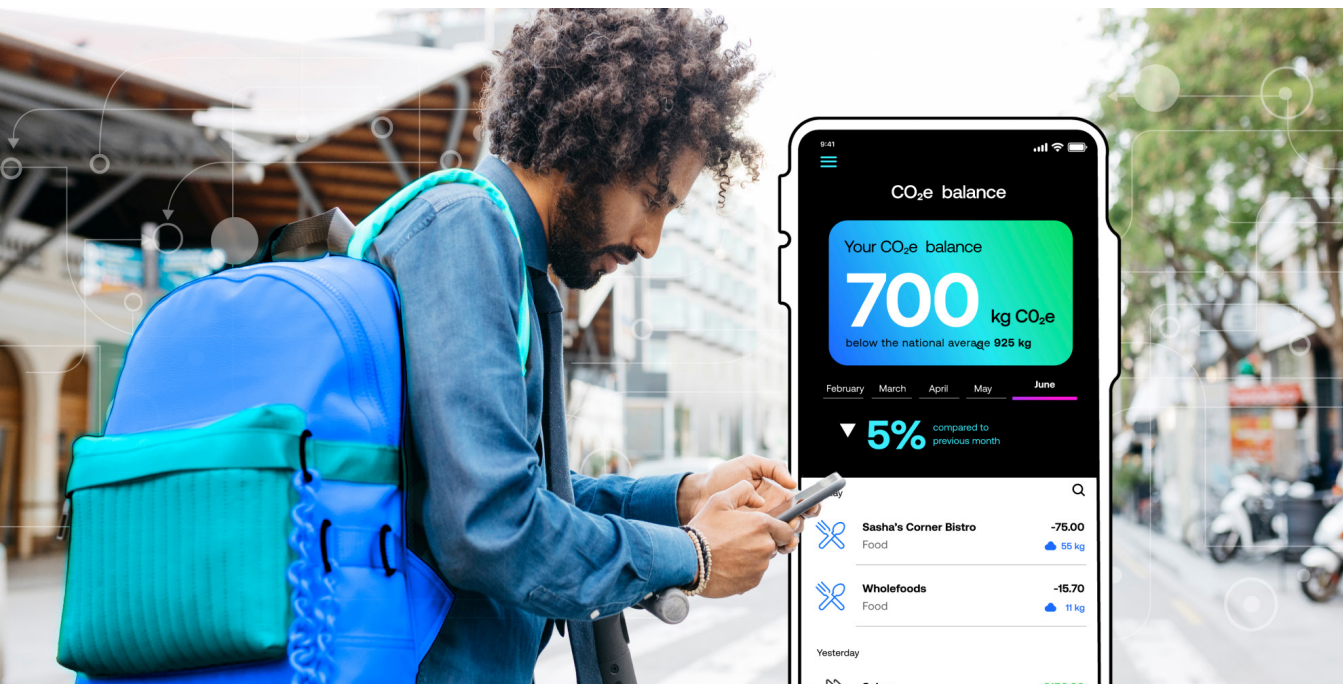 9:41
CO₂e balance
Your CO₂e balance
700 kg CO₂e
below the national average 925 kg
February March April May June
5% compared to
previous month
Sasha's Corner Bistro -75.00
Food 55 kg
Wholefoods -15.70
Food 11 kg
Yesterday